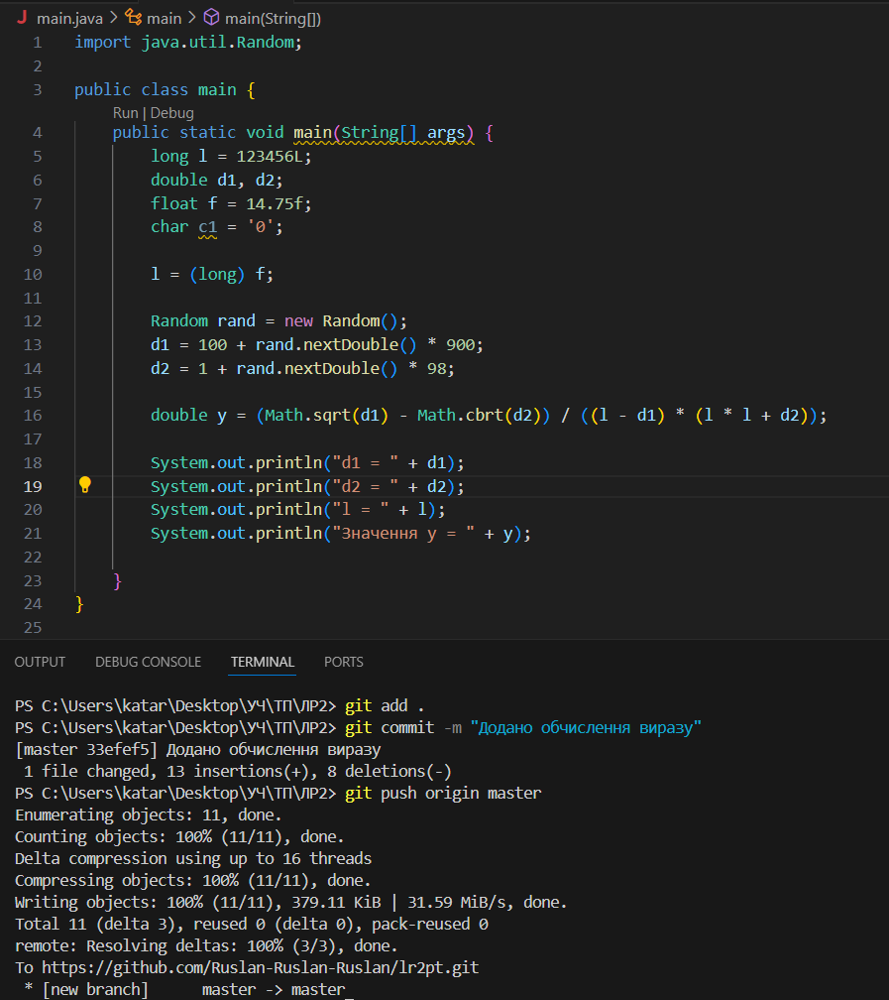 J main.java > main > main(String[])
1 import java.util.Random;
2
3 public class main {
Run | Debug
4 public static void main(String[] args) {
5 long l = 123456L;
6 double d1, d2;
7 float f = 14.75f;
8 char c1 = '0';
9
10 l = (long) f;
11
12 Random rand = new Random();
13 d1 = 100 + rand.nextDouble() * 900;
14 d2 = 1 + rand.nextDouble() * 98;
15
16 double y = (Math.sqrt(d1) - Math.cbrt(d2)) / ((l - d1) * (l * l + d2));
17
18 System.out.println("d1 = " + d1);
19 System.out.println("d2 = " + d2);
20 System.out.println("l = " + l);
21 System.out.println("Значення y = " + y);
22
23 }
24 }
25
OUTPUT DEBUG CONSOLE TERMINAL PORTS
PS C:\Users\katar\Desktop\УЧ\ТП\ЛР2> git add .
PS C:\Users\katar\Desktop\УЧ\ТП\ЛР2> git commit -m "Додано обчислення виразу"
[master 33efef5] Додано обчислення виразу
1 file changed, 13 insertions(+), 8 deletions(-)
PS C:\Users\katar\Desktop\УЧ\ТП\ЛР2> git push origin master
Enumerating objects: 11, done.
Counting objects: 100% (11/11), done.
Delta compression using up to 16 threads
Compressing objects: 100% (11/11), done.
Writing objects: 100% (11/11), 379.11 KiB | 31.59 MiB/s, done.
Total 11 (delta 3), reused 0 (delta 0), pack-reused 0
remote: Resolving deltas: 100% (3/3), done.
To https://github.com/Ruslan-Ruslan-Ruslan/lr2pt.git
* [new branch] master -> master